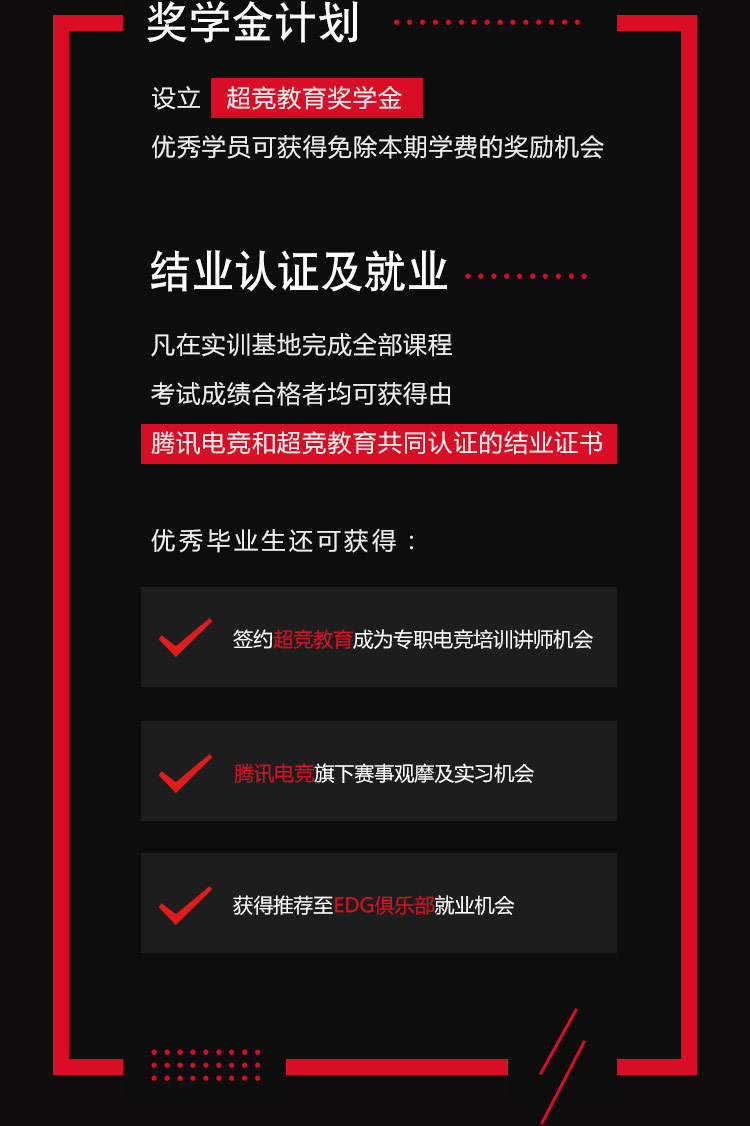 奖学金计划
设立 超竞教育奖学金
优秀学员可获得免除本期学费的奖励机会
结业认证及就业
凡在实训基地完成全部课程
考试成绩合格者均可获得由
腾讯电竞和超竞教育共同认证的结业证书
优秀毕业生还可获得：
签约超竞教育成为专职电竞培训讲师机会
腾讯电竞旗下赛事观摩及实习机会
获得推荐至EDG俱乐部就业机会